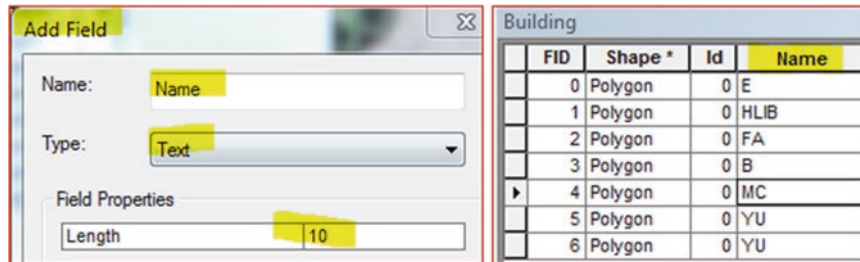 Add Field
Name: Name
Type: Text
Field Properties
Length 10
Building
FID Shape * Id Name
0 Polygon 0 E
1 Polygon 0 HLIB
2 Polygon 0 FA
3 Polygon 0 B
4 Polygon 0 MC
5 Polygon 0 YU
6 Polygon 0 YU